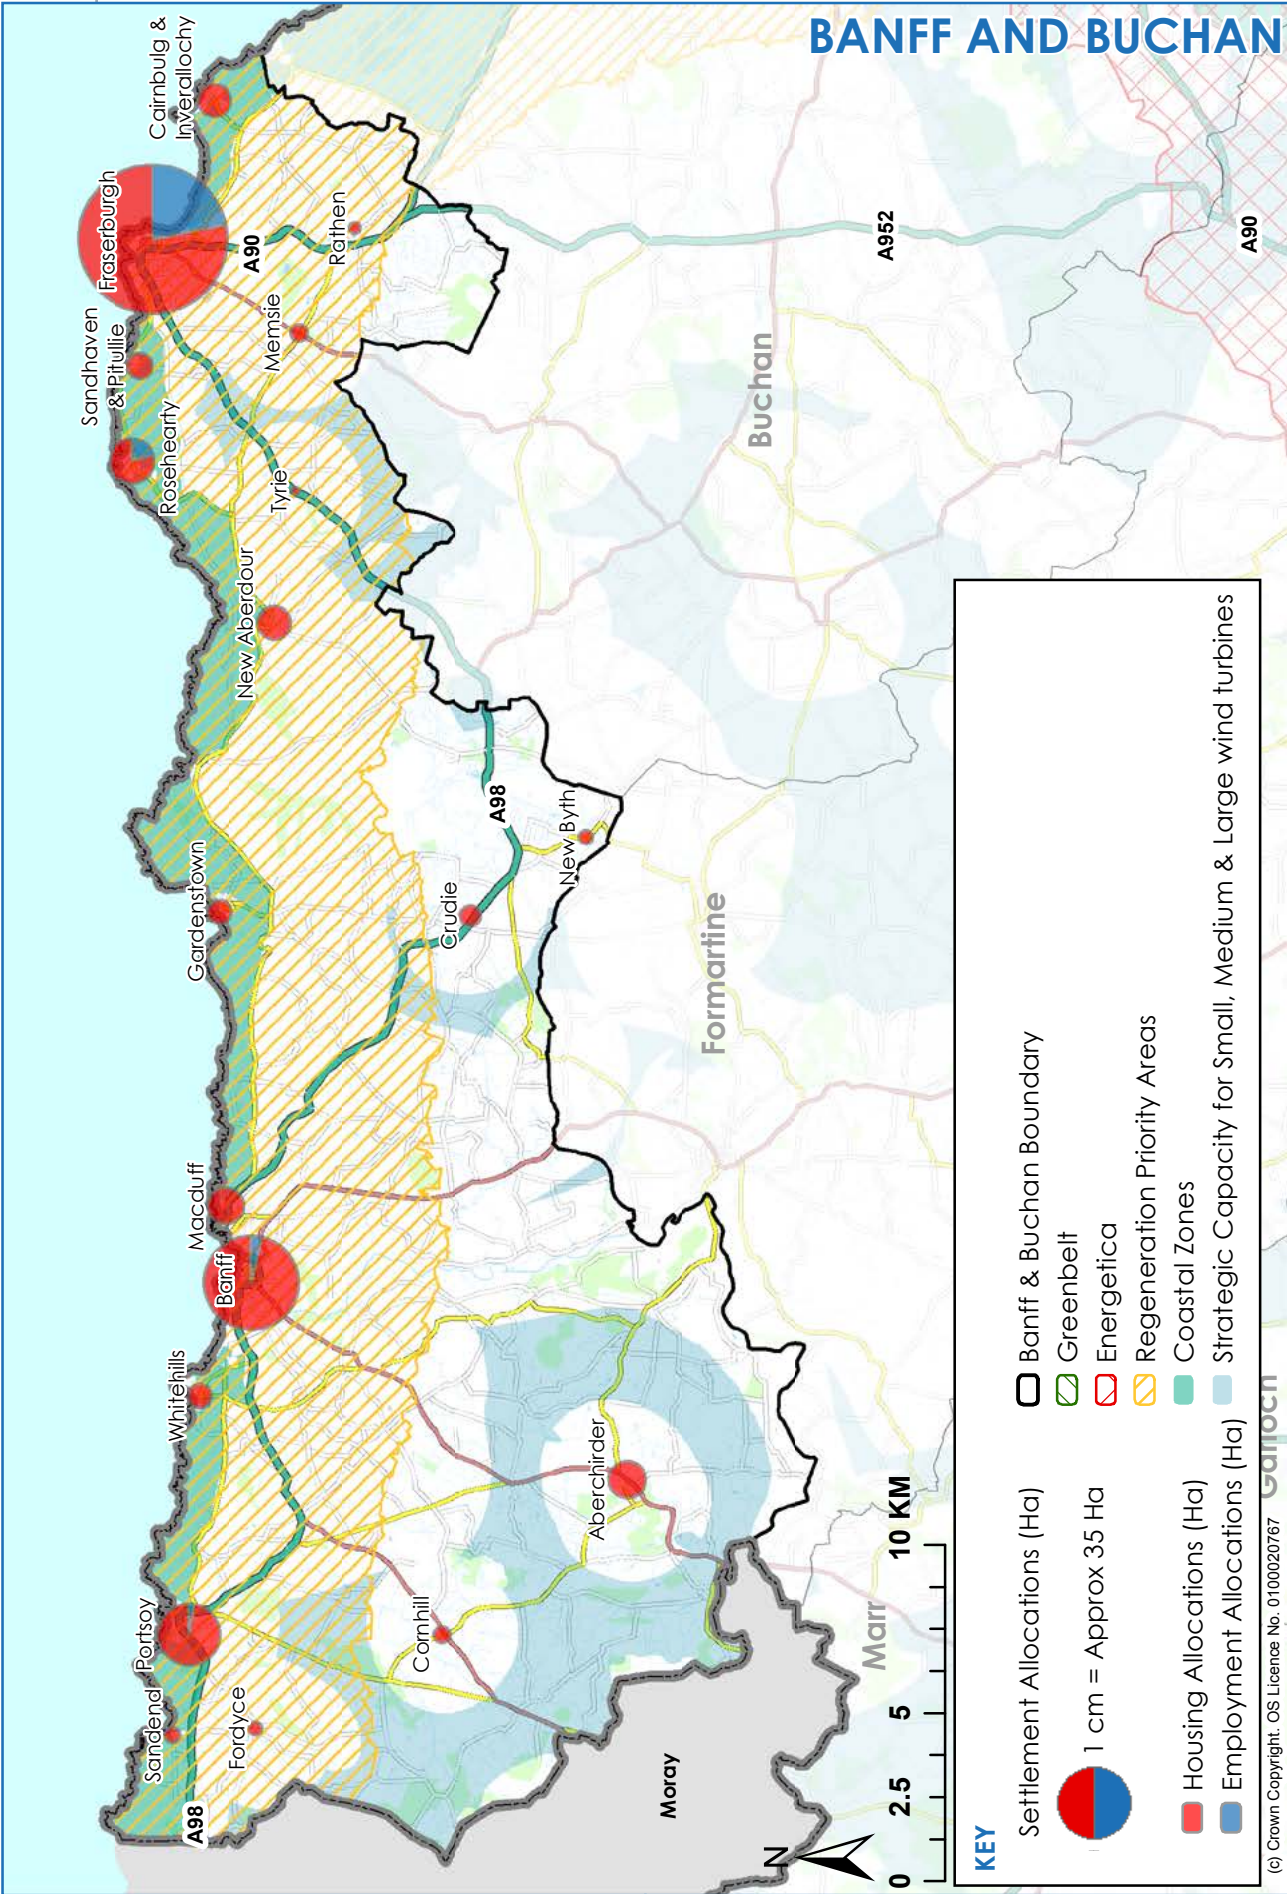 BANFF AND BUCHAN
Cairnbulg &
Inverallochy
Fraserburgh
Sandhaven
& Pitullie
Rosehearty
A90
Rathen
Memsie
Tyrie
New Aberdour
Gardenstown
Macduff
Banff
Whitehills
Portsoy
Sandend
Fordyce
A98
Cornhill
Aberchirder
Crudie
A98
New Byth
A952
A90
Buchan
Formartine
Marr
Garioch
Moray
N
0
2.5
5
10 KM
KEY
Settlement Allocations (Ha)
1 cm = Approx 35 Ha
Housing Allocations (Ha)
Employment Allocations (Ha)
Banff & Buchan Boundary
Greenbelt
Energetica
Regeneration Priority Areas
Coastal Zones
Strategic Capacity for Small, Medium & Large wind turbines
(c) Crown Copyright. OS Licence No. 0100020767